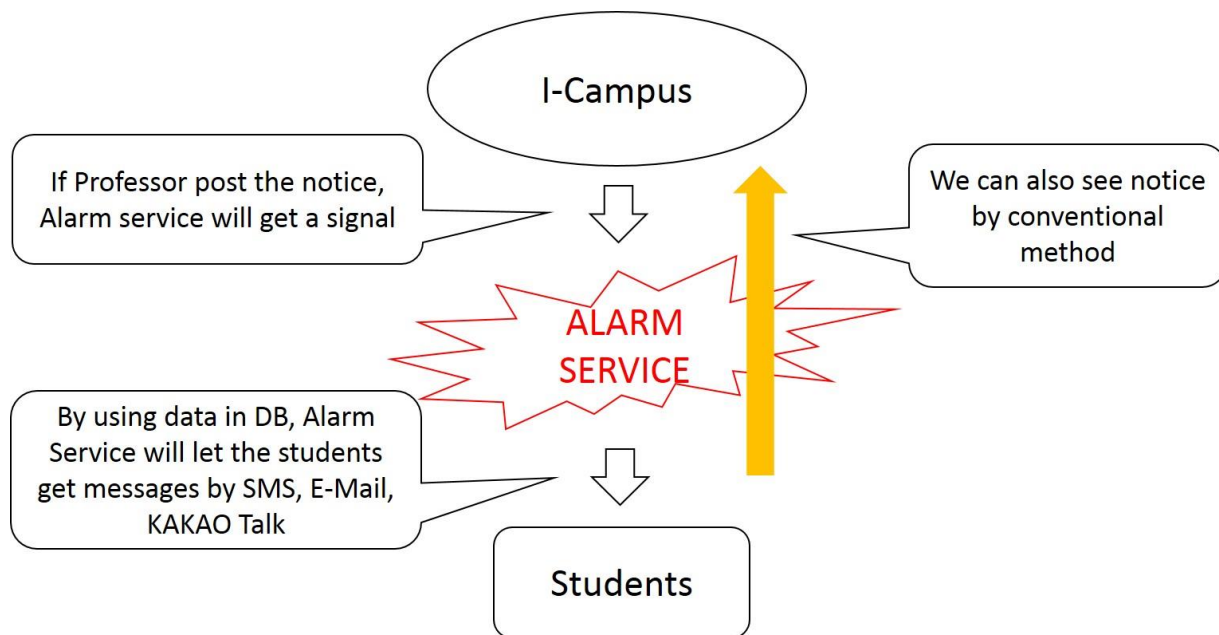 I-Campus
If Professor post the notice,
Alarm service will get a signal
We can also see notice
by conventional
method
ALARM
SERVICE
By using data in DB, Alarm
Service will let the students
get messages by SMS, E-Mail,
KAKAO Talk
Students